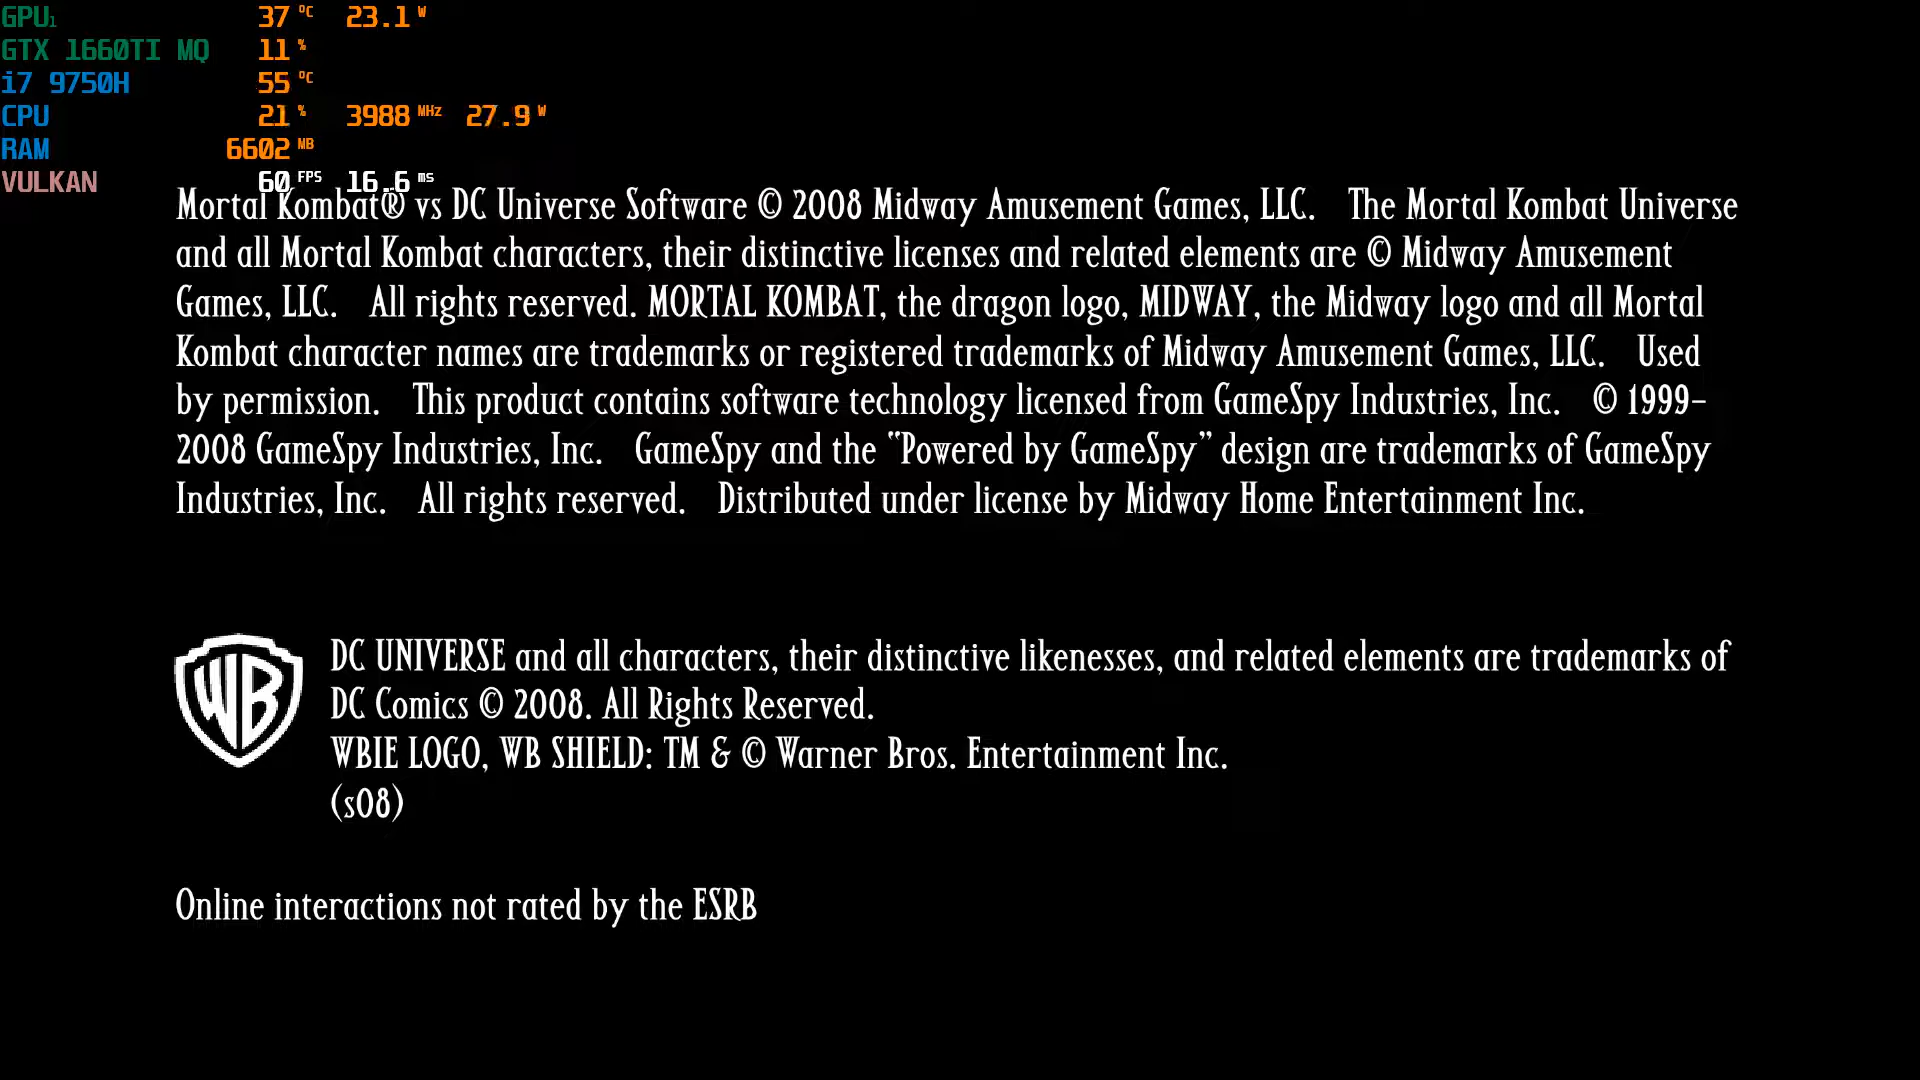 GPU1 37 °C 23.1 W
GTX 1660TI MQ 11 %
i7 9750H 55 °C
CPU 21 % 3988 MHz 27.9 W
RAM 6602 MB
VULKAN 60 FPS 16.6 ms
Mortal Kombat® vs DC Universe Software © 2008 Midway Amusement Games, LLC. The Mortal Kombat Universe
and all Mortal Kombat characters, their distinctive licenses and related elements are © Midway Amusement
Games, LLC. All rights reserved. MORTAL KOMBAT, the dragon logo, MIDWAY, the Midway logo and all Mortal
Kombat character names are trademarks or registered trademarks of Midway Amusement Games, LLC. Used
by permission. This product contains software technology licensed from GameSpy Industries, Inc. © 1999-
2008 GameSpy Industries, Inc. GameSpy and the “Powered by GameSpy” design are trademarks of GameSpy
Industries, Inc. All rights reserved. Distributed under license by Midway Home Entertainment Inc.
WB
DC UNIVERSE and all characters, their distinctive likenesses, and related elements are trademarks of
DC Comics © 2008. All Rights Reserved.
WBIE LOGO, WB SHIELD: TM & © Warner Bros. Entertainment Inc.
(s08)
Online interactions not rated by the ESRB